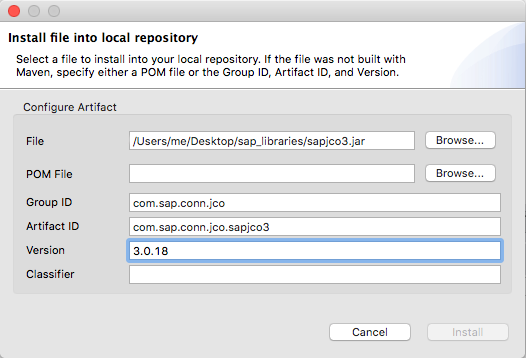 Install file into local repository
Select a file to install into your local repository. If the file was not built with
Maven, specify either a POM file or the Group ID, Artifact ID, and Version.
Configure Artifact
File /Users/me/Desktop/sap_libraries/sapjco3.jar Browse...
POM File Browse...
Group ID com.sap.conn.jco
Artifact ID com.sap.conn.jco.sapjco3
Version 3.0.18
Classifier
Cancel Install